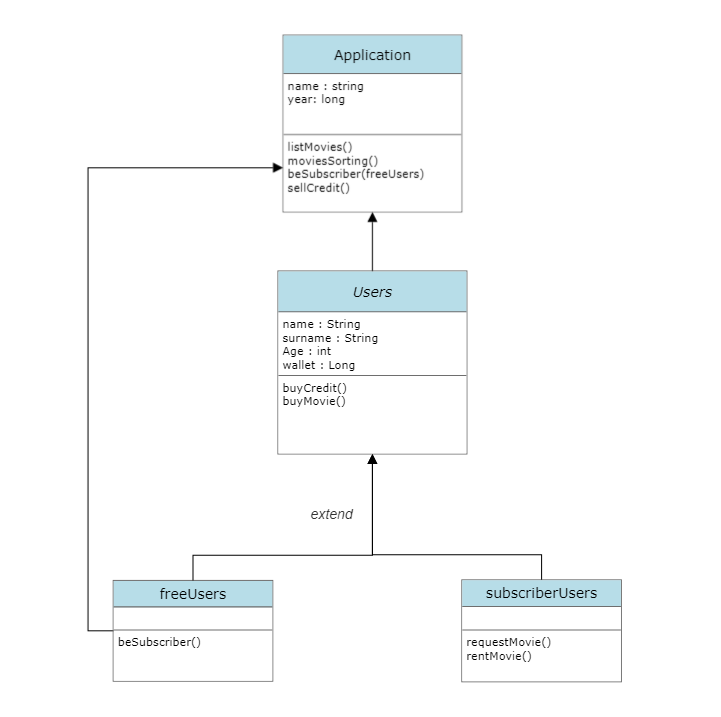 Application
name : string
year: long
listMovies()
moviesSorting()
beSubscriber(freeUsers)
sellCredit()
Users
name : String
surname : String
Age : int
wallet : Long
buyCredit()
buyMovie()
extend
freeUsers
beSubscriber()
subscriberUsers
requestMovie()
rentMovie()